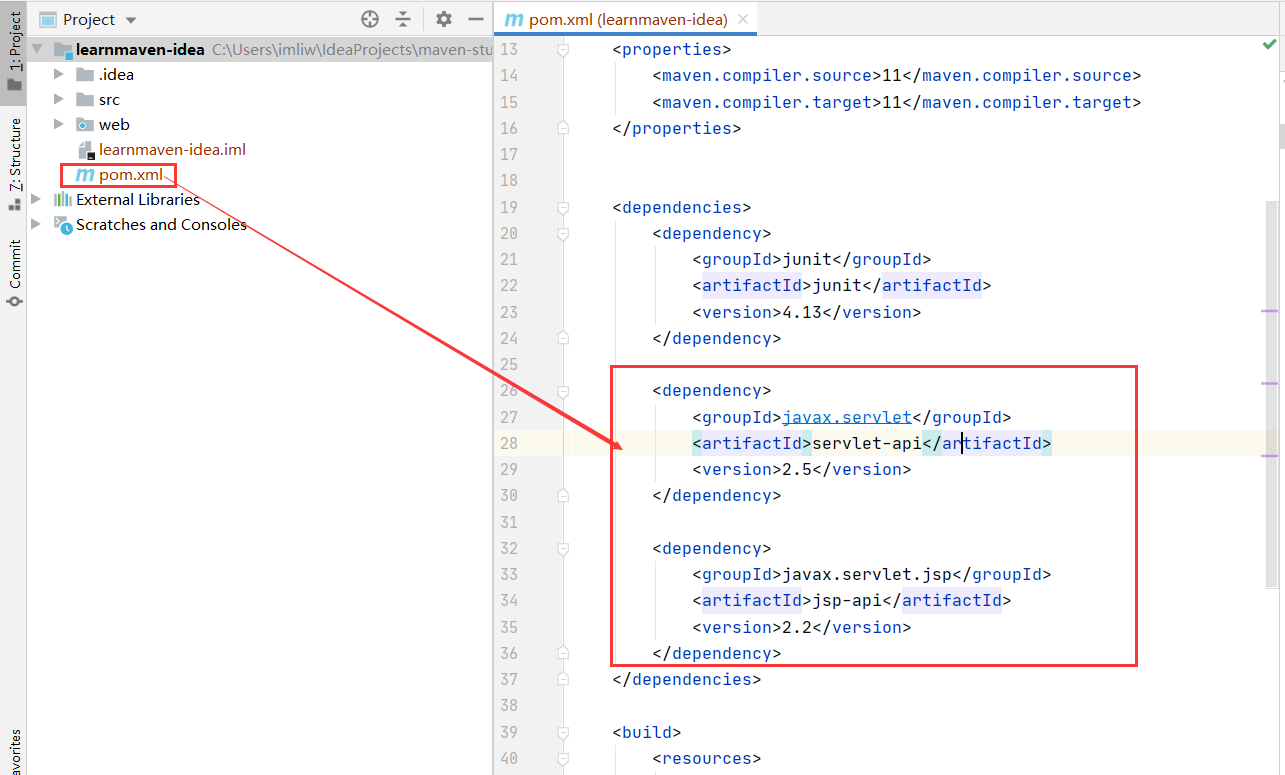 Project
pom.xml (learnmaven-idea)
1: Project
7: Structure
Commit
avorites
learnmaven-idea C:\Users\imliw\IdeaProjects\maven-stu
.idea
src
web
learnmaven-idea.iml
pom.xml
External Libraries
Scratches and Consoles
13 <properties>
14 <maven.compiler.source>11</maven.compiler.source>
15 <maven.compiler.target>11</maven.compiler.target>
16 </properties>
17
18
19 <dependencies>
20 <dependency>
21 <groupId>junit</groupId>
22 <artifactId>junit</artifactId>
23 <version>4.13</version>
24 </dependency>
25
26 <dependency>
27 <groupId>javax.servlet</groupId>
28 <artifactId>servlet-api</artifactId>
29 <version>2.5</version>
30 </dependency>
31
32 <dependency>
33 <groupId>javax.servlet.jsp</groupId>
34 <artifactId>jsp-api</artifactId>
35 <version>2.2</version>
36 </dependency>
37 </dependencies>
38
39 <build>
40 <resources>